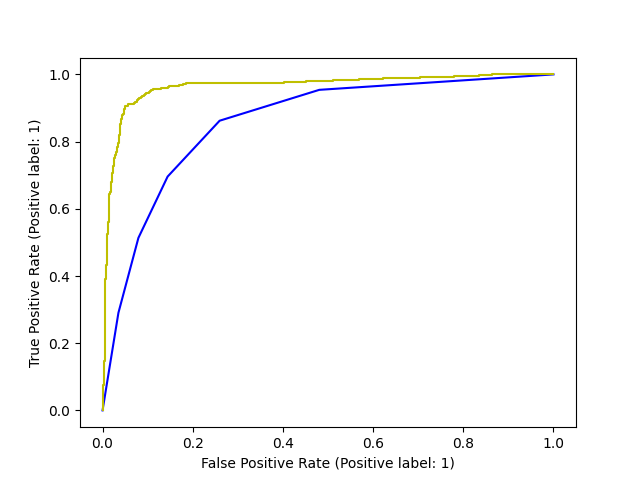 True Positive Rate (Positive label: 1)
1.0
0.8
0.6
0.4
0.2
0.0
0.0 0.2 0.4 0.6 0.8 1.0
False Positive Rate (Positive label: 1)